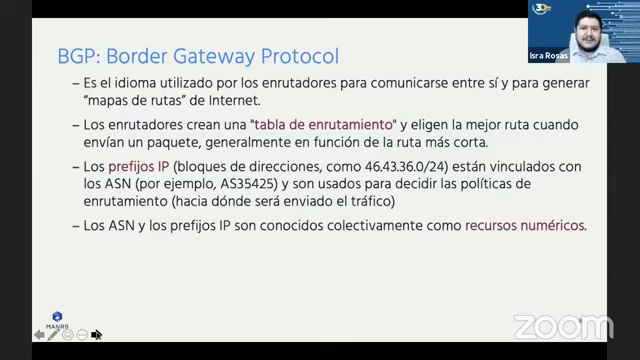 BGP: Border Gateway Protocol
– Es el idioma utilizado por los enrutadores para comunicarse entre sí y para generar
“mapas de rutas” de Internet.
– Los enrutadores crean una "tabla de enrutamiento" y eligen la mejor ruta cuando
envían un paquete, generalmente en función de la ruta más corta.
– Los prefijos IP (bloques de direcciones, como 46.43.36.0/24) están vinculados con
los ASN (por ejemplo, AS35425) y son usados para decidir las políticas de
enrutamiento (hacia dónde será enviado el tráfico)
– Los ASN y los prefijos IP son conocidos colectivamente como recursos numéricos.
MANRS
30
Isra Rosas
zoom